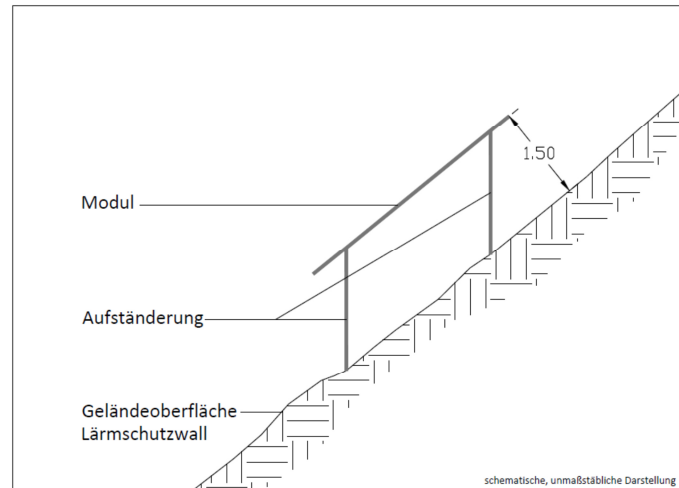 1.50
Modul
Aufständerung
Geländeoberfläche
Lärmschutzwall
schematische, unmaßstäbliche Darstellung